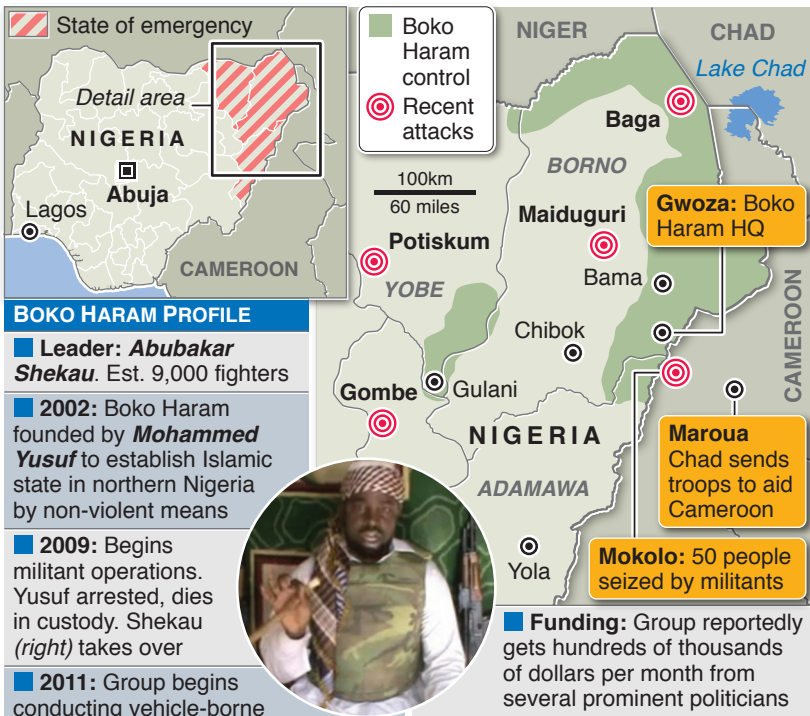 State of emergency
Detail area
NIGERIA
Abuja
Lagos
CAMEROON
Boko
Haram
control
Recent
attacks
NIGER
CHAD
Lake Chad
Baga
BORNO
100km
60 miles
Maiduguri
Gwoza: Boko
Haram HQ
Potiskum
YOBE
Bama
CAMEROON
Chibok
Gulani
Gombe
NIGERIA
Maroua
Chad sends
troops to aid
Cameroon
ADAMAWA
Mokolo: 50 people
seized by militants
Yola
BOKO HARAM PROFILE
Leader: Abubakar
Shekau. Est. 9,000 fighters
2002: Boko Haram
founded by Mohammed
Yusuf to establish Islamic
state in northern Nigeria
by non-violent means
2009: Begins
militant operations.
Yusuf arrested, dies
in custody. Shekau
(right) takes over
2011: Group begins
conducting vehicle-borne
Funding: Group reportedly
gets hundreds of thousands
of dollars per month from
several prominent politicians